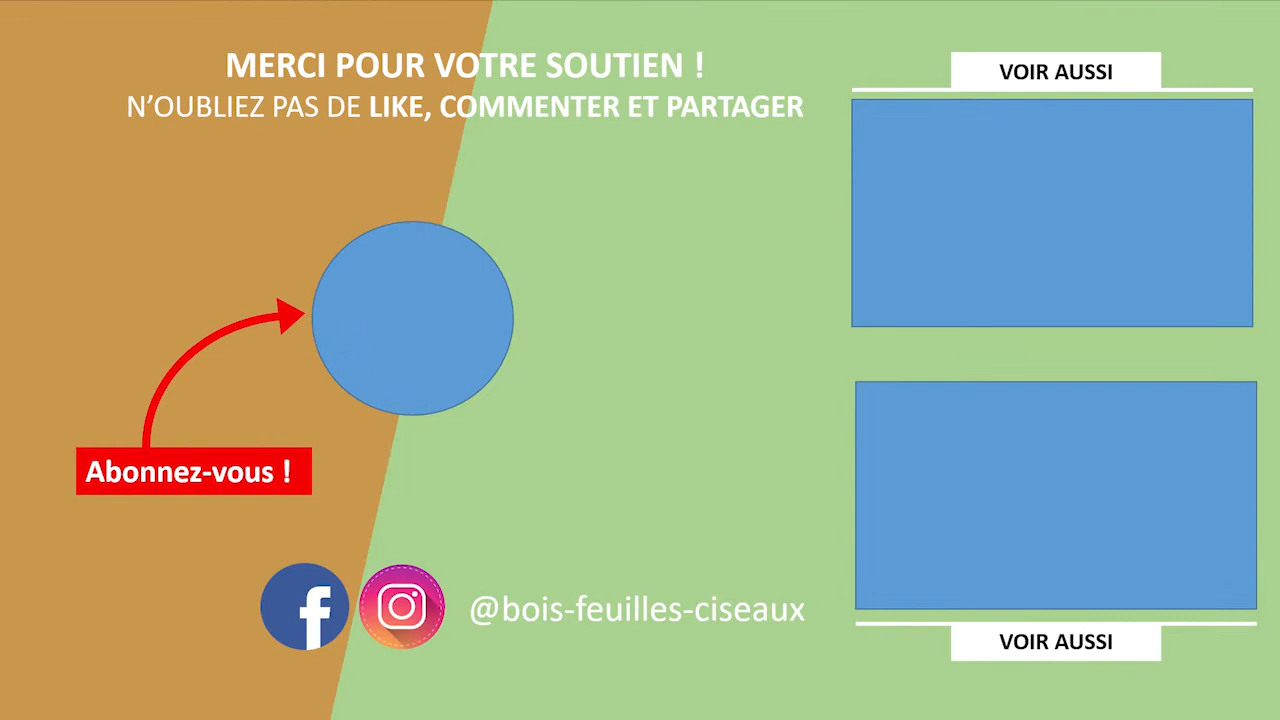 MERCI POUR VOTRE SOUTIEN !
N’OUBLIEZ PAS DE LIKE, COMMENTER ET PARTAGER
VOIR AUSSI
Abonnez-vous !
@bois-feuilles-ciseaux
VOIR AUSSI